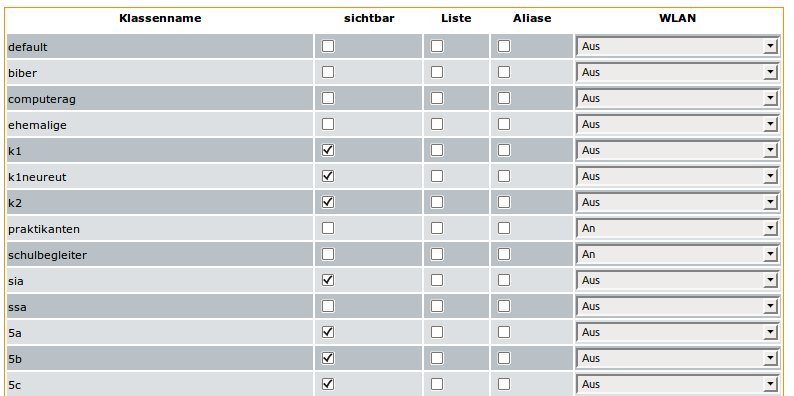 Klassenname sichtbar Liste Aliase WLAN
default Aus
biber Aus
computerag Aus
ehemalige Aus
k1 Aus
k1neureut Aus
k2 Aus
praktikanten An
schulbegleiter An
sia Aus
ssa Aus
5a Aus
5b Aus
5c Aus